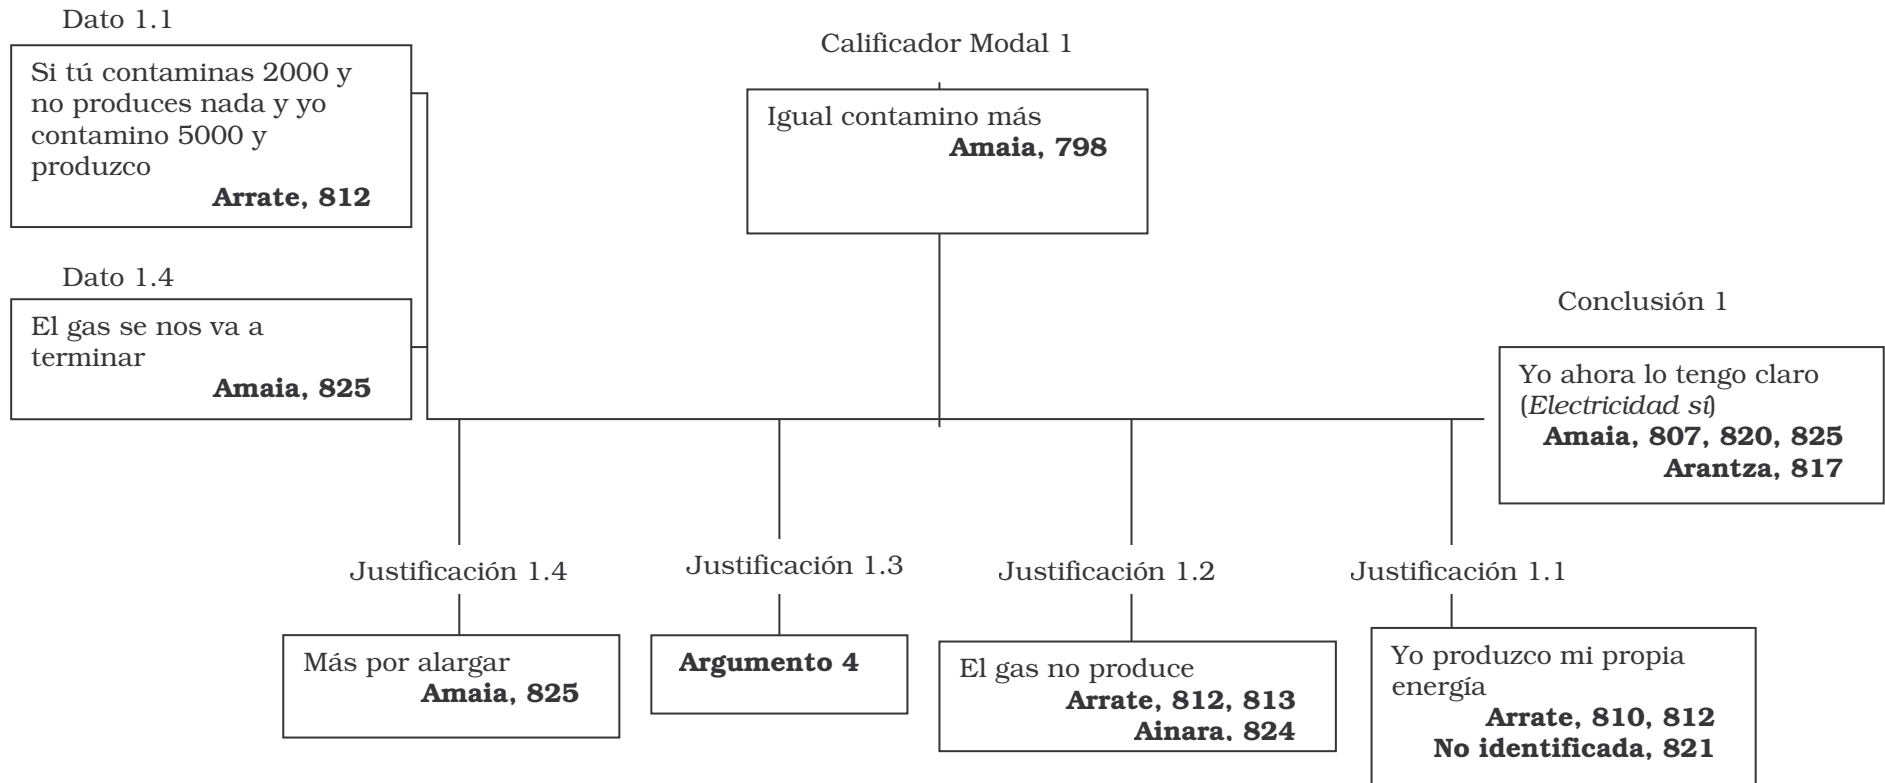 Dato 1.1
Si tú contaminas 2000 y
no produces nada y yo
contamino 5000 y
produzco
Arrate, 812
Calificador Modal 1
Igual contamino más
Amaia, 798
Dato 1.4
El gas se nos va a
terminar
Amaia, 825
Conclusión 1
Yo ahora lo tengo claro
(Electricidad sí)
Amaia, 807, 820, 825
Arantza, 817
Justificación 1.4
Más por alargar
Amaia, 825
Justificación 1.3
Argumento 4
Justificación 1.2
El gas no produce
Arrate, 812, 813
Ainara, 824
Justificación 1.1
Yo produzco mi propia
energía
Arrate, 810, 812
No identificada, 821